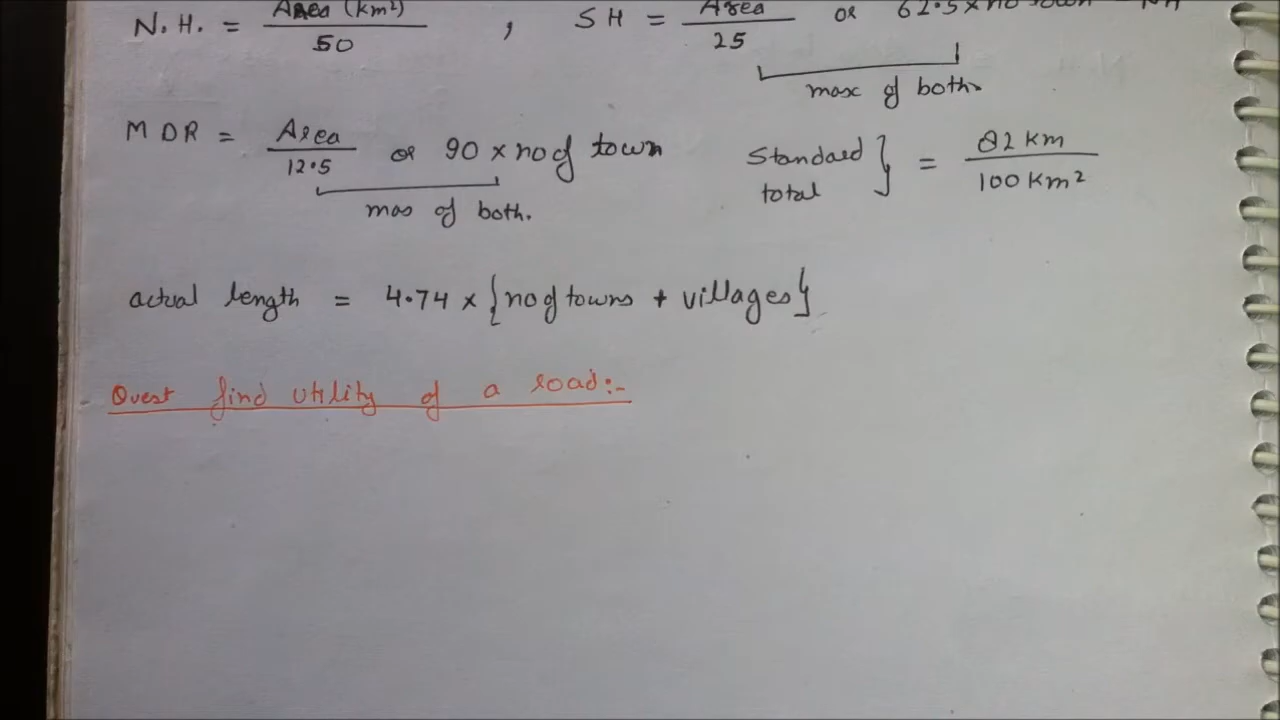 N.H. = Area (km²) / 50 , SH = Area / 25 or 62.5 x no town - NH
max of both.
MDR = Area / 12.5 or 90 x no of town
max of both.
Standard total } = 82 km / 100 Km²
actual length = 4.74 x {no of towns + villages}
Quest find utility of a road:-